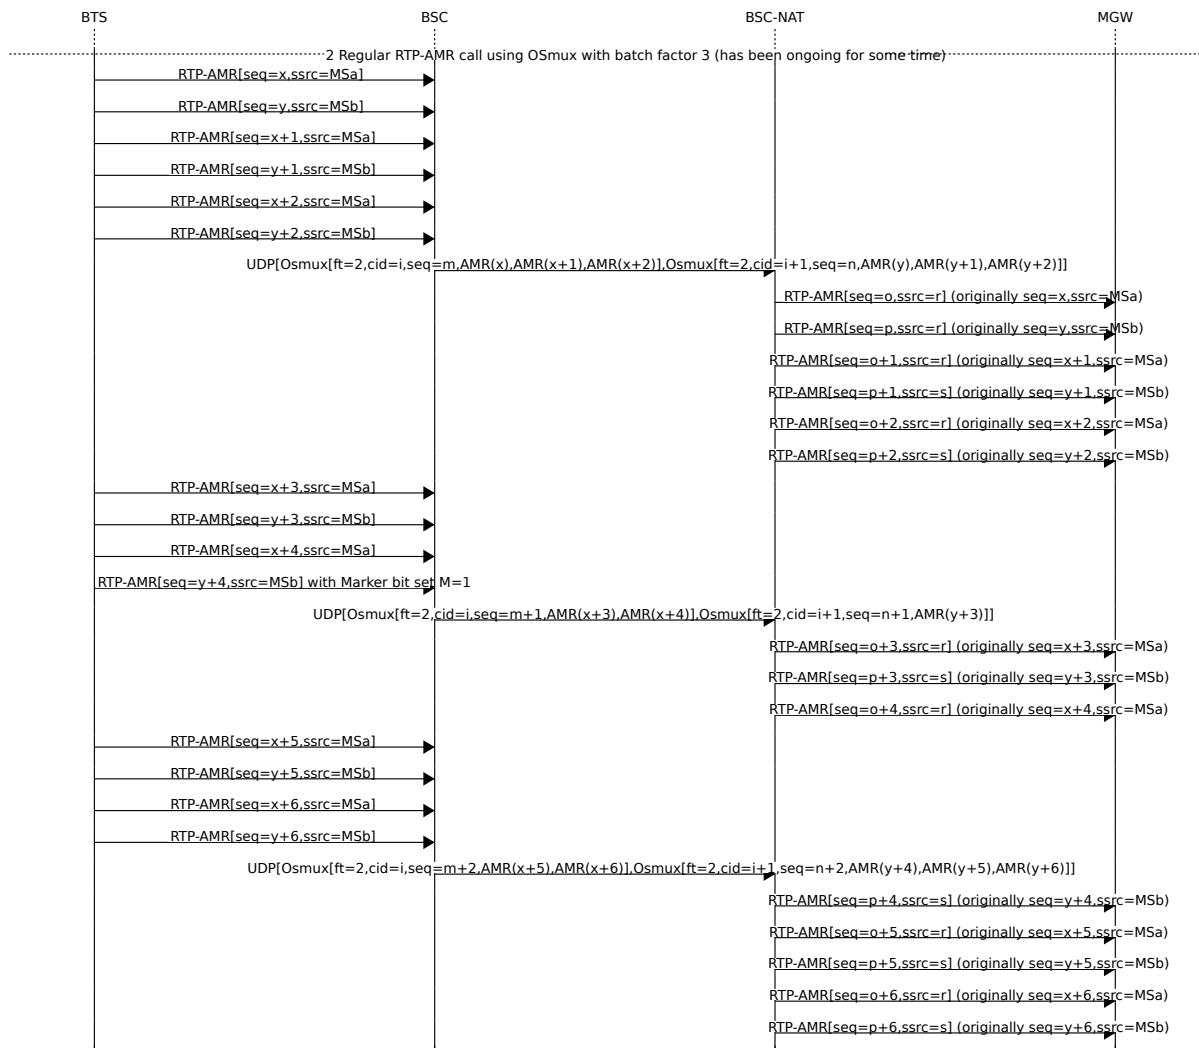 BTS BSC BSC-NAT MGW
2 Regular RTP-AMR call using OSmux with batch factor 3 (has been ongoing for some time)
RTP-AMR[seq=x,ssrc=MSa]
RTP-AMR[seq=y,ssrc=MSb]
RTP-AMR[seq=x+1,ssrc=MSa]
RTP-AMR[seq=y+1,ssrc=MSb]
RTP-AMR[seq=x+2,ssrc=MSa]
RTP-AMR[seq=y+2,ssrc=MSb]
UDP[Osmux[ft=2,cid=i,seq=m,AMR(x),AMR(x+1),AMR(x+2)],Osmux[ft=2,cid=i+1,seq=n,AMR(y),AMR(y+1),AMR(y+2)]]
RTP-AMR[seq=o,ssrc=r] (originally seq=x,ssrc=MSa)
RTP-AMR[seq=p,ssrc=r] (originally seq=y,ssrc=MSb)
RTP-AMR[seq=o+1,ssrc=r] (originally seq=x+1,ssrc=MSa)
RTP-AMR[seq=p+1,ssrc=s] (originally seq=y+1,ssrc=MSb)
RTP-AMR[seq=o+2,ssrc=r] (originally seq=x+2,ssrc=MSa)
RTP-AMR[seq=p+2,ssrc=s] (originally seq=y+2,ssrc=MSb)
RTP-AMR[seq=x+3,ssrc=MSa]
RTP-AMR[seq=y+3,ssrc=MSb]
RTP-AMR[seq=x+4,ssrc=MSa]
RTP-AMR[seq=y+4,ssrc=MSb] with Marker bit set M=1
UDP[Osmux[ft=2,cid=i,seq=m+1,AMR(x+3),AMR(x+4)],Osmux[ft=2,cid=i+1,seq=n+1,AMR(y+3)]]
RTP-AMR[seq=o+3,ssrc=r] (originally seq=x+3,ssrc=MSa)
RTP-AMR[seq=p+3,ssrc=s] (originally seq=y+3,ssrc=MSb)
RTP-AMR[seq=o+4,ssrc=r] (originally seq=x+4,ssrc=MSa)
RTP-AMR[seq=x+5,ssrc=MSa]
RTP-AMR[seq=y+5,ssrc=MSb]
RTP-AMR[seq=x+6,ssrc=MSa]
RTP-AMR[seq=y+6,ssrc=MSb]
UDP[Osmux[ft=2,cid=i,seq=m+2,AMR(x+5),AMR(x+6)],Osmux[ft=2,cid=i+1,seq=n+2,AMR(y+4),AMR(y+5),AMR(y+6)]]
RTP-AMR[seq=p+4,ssrc=s] (originally seq=y+4,ssrc=MSb)
RTP-AMR[seq=o+5,ssrc=r] (originally seq=x+5,ssrc=MSa)
RTP-AMR[seq=p+5,ssrc=s] (originally seq=y+5,ssrc=MSb)
RTP-AMR[seq=o+6,ssrc=r] (originally seq=x+6,ssrc=MSa)
RTP-AMR[seq=p+6,ssrc=s] (originally seq=y+6,ssrc=MSb)